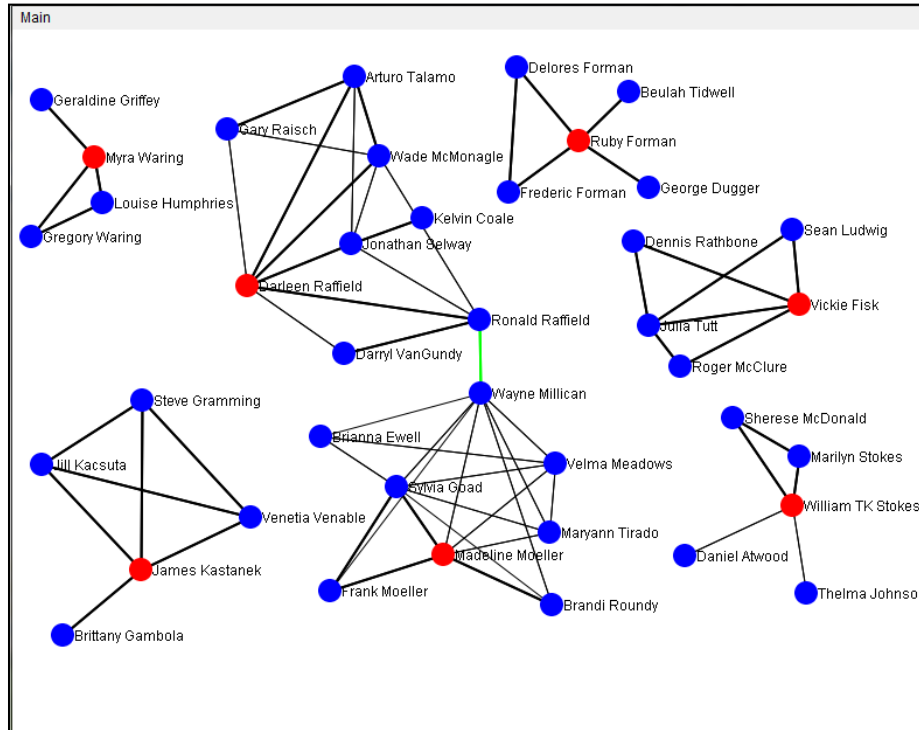 Main
Geraldine Griffey
Myra Waring
Louise Humphries
Gregory Waring
Arturo Talamo
Gary Raisch
Wade McMonagle
Kelvin Coale
Jonathan Selway
Darleen Raffield
Ronald Raffield
Darryl VanGundy
Delores Forman
Beulah Tidwell
Ruby Forman
Frederic Forman
George Dugger
Sean Ludwig
Dennis Rathbone
Vickie Fisk
Julia Tutt
Roger McClure
Steve Gramming
Jill Kacsuta
Venetia Venable
James Kastanek
Brittany Gambola
Wayne Millican
Brianna Ewell
Velma Meadows
Sylvia Goad
Maryann Tirado
Madeline Moeller
Frank Moeller
Brandi Roundy
Sherese McDonald
Marilyn Stokes
William TK Stokes
Daniel Atwood
Thelma Johnso